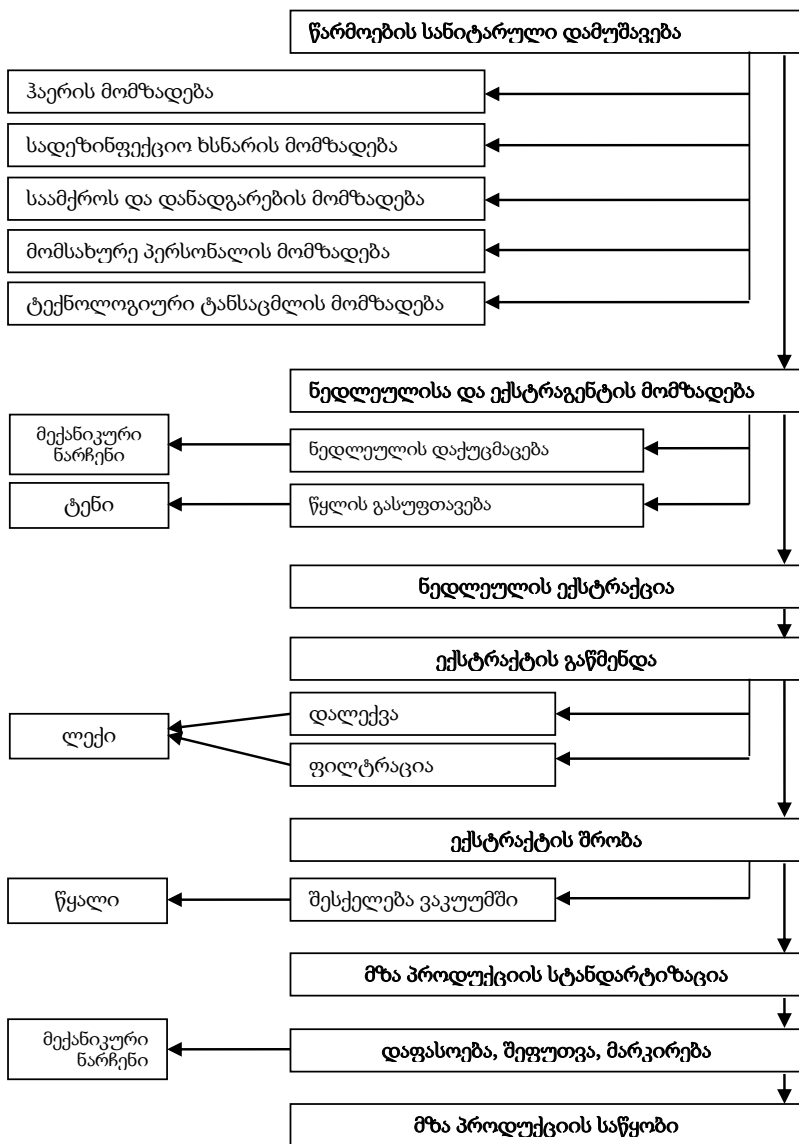 წარმოების სანიტარული დამუშავება
ჰაერის მომზადება
სადეზინფექციო ხსნარის მომზადება
საამქროს და დანადგარების მომზადება
მომსახურე პერსონალის მომზადება
ტექნოლოგიური ტანსაცმლის მომზადება
ნედლეულისა და ექსტრაგენტის მომზადება
მექანიკური
ნარჩენი
ნედლეულის დაქუცმაცება
ტენი
წყლის გასუფთავება
ნედლეულის ექსტრაქცია
ექსტრაქტის გაწმენდა
დალექვა
ლექი
ფილტრაცია
ექსტრაქტის შრობა
წყალი
შესქელება ვაკუუმში
მზა პროდუქციის სტანდარტიზაცია
მექანიკური
ნარჩენი
დაფასოება, შეფუთვა, მარკირება
მზა პროდუქციის საწყობი